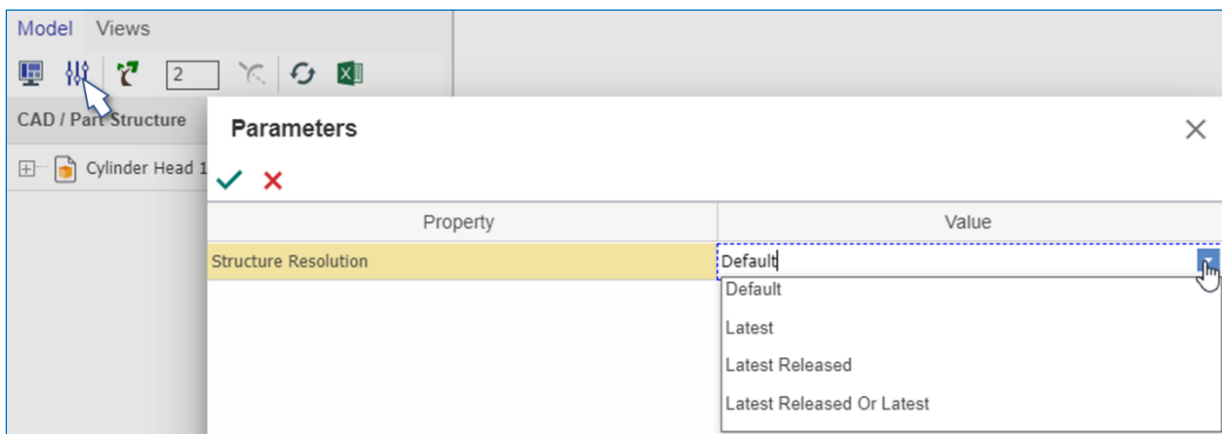 Model Views
2
CAD / Part Structure
Cylinder Head 1
Parameters
Property Value
Structure Resolution Default
Default
Latest
Latest Released
Latest Released Or Latest